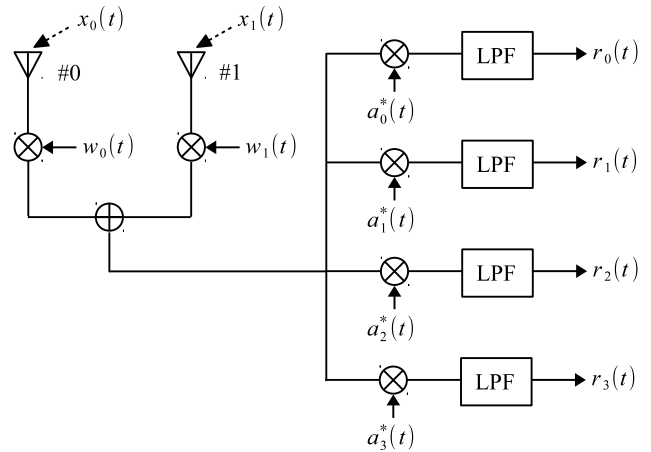 x₀(t)
x₁(t)
#0
#1
w₀(t)
w₁(t)
LPF
r₀(t)
a₀*(t)
LPF
r₁(t)
a₁*(t)
LPF
r₂(t)
a₂*(t)
LPF
r₃(t)
a₃*(t)